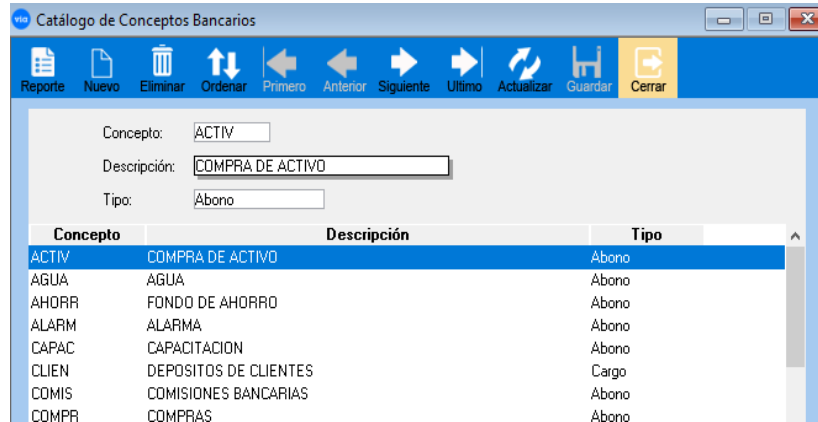 via Catálogo de Conceptos Bancarios
Reporte Nuevo Eliminar Ordenar Primero Anterior Siguiente Ultimo Actualizar Guardar Cerrar
Concepto: ACTIV
Descripción: COMPRA DE ACTIVO
Tipo: Abono
Concepto Descripción Tipo
ACTIV COMPRA DE ACTIVO Abono
AGUA AGUA Abono
AHORR FONDO DE AHORRO Abono
ALARM ALARMA Abono
CAPAC CAPACITACION Abono
CLIEN DEPOSITOS DE CLIENTES Cargo
COMIS COMISIONES BANCARIAS Abono
COMPR COMPRAS Abono